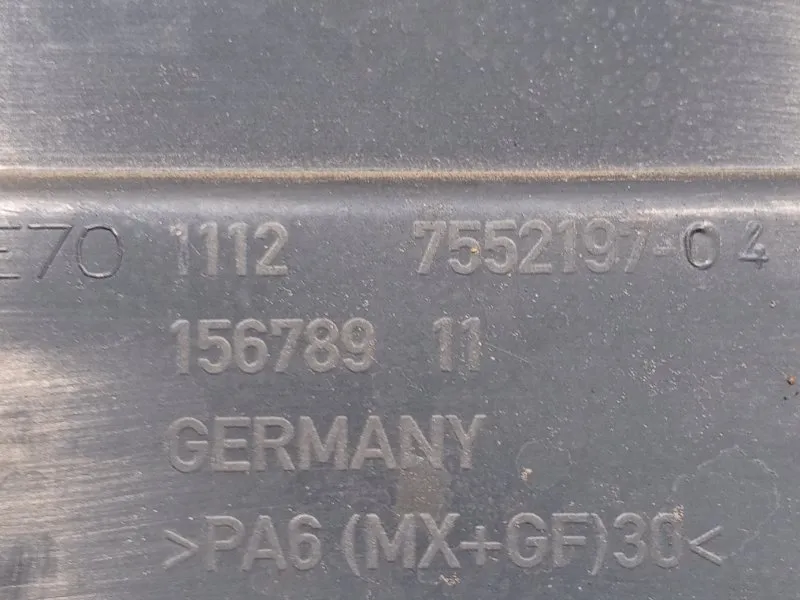 E70 1112 7552197-04
156789 11
GERMANY
>PA6 (MX+GF)30<